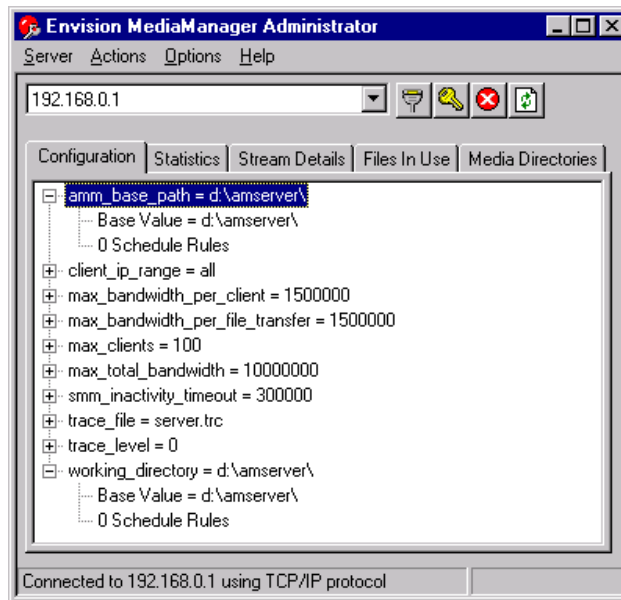 Envision MediaManager Administrator
Server Actions Options Help
192.168.0.1
Configuration Statistics Stream Details Files In Use Media Directories
amm_base_path = d:\amserver\
Base Value = d:\amserver\
0 Schedule Rules
client_ip_range = all
max_bandwidth_per_client = 1500000
max_bandwidth_per_file_transfer = 1500000
max_clients = 100
max_total_bandwidth = 10000000
smm_inactivity_timeout = 300000
trace_file = server.trc
trace_level = 0
working_directory = d:\amserver\
Base Value = d:\amserver\
0 Schedule Rules
Connected to 192.168.0.1 using TCP/IP protocol